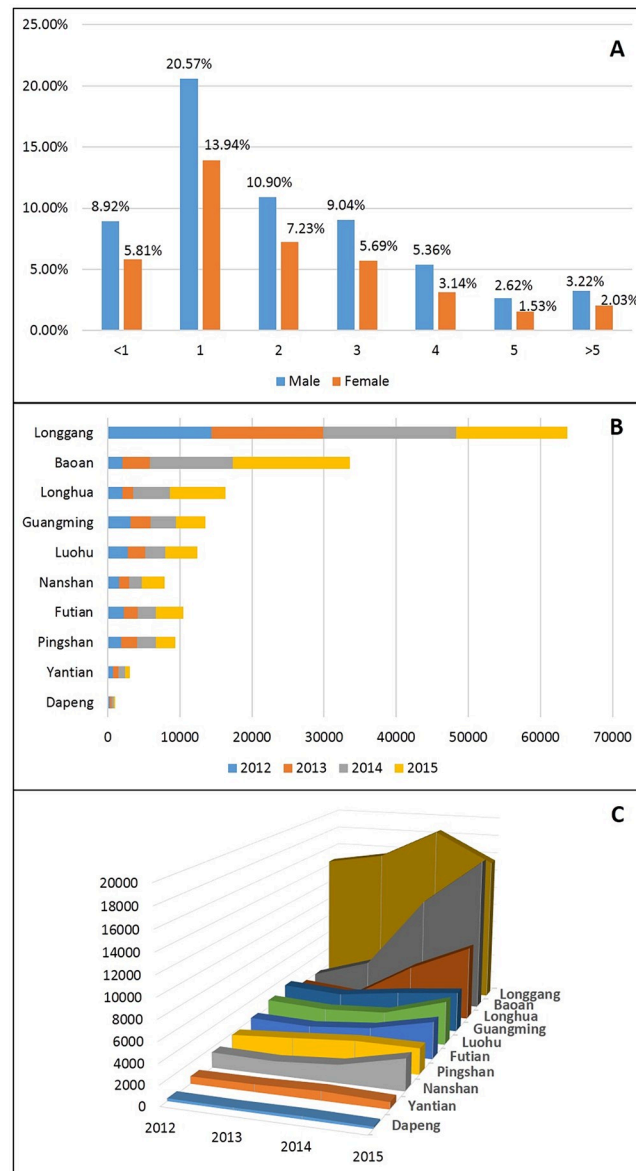 A
25.00%
20.00%
15.00%
10.00%
5.00%
0.00%
8.92%
5.81%
20.57%
13.94%
10.90%
7.23%
9.04%
5.69%
5.36%
3.14%
2.62%
1.53%
3.22%
2.03%
<1 1 2 3 4 5 >5
Male Female
B
Longgang
Baoan
Longhua
Guangming
Luohu
Nanshan
Futian
Pingshan
Yantian
Dapeng
0 10000 20000 30000 40000 50000 60000 70000
2012 2013 2014 2015
C
20000
18000
16000
14000
12000
10000
8000
6000
4000
2000
0
2012 2013 2014 2015
Longgang
Baoan
Longhua
Guangming
Luohu
Futian
Pingshan
Nanshan
Yantian
Dapeng